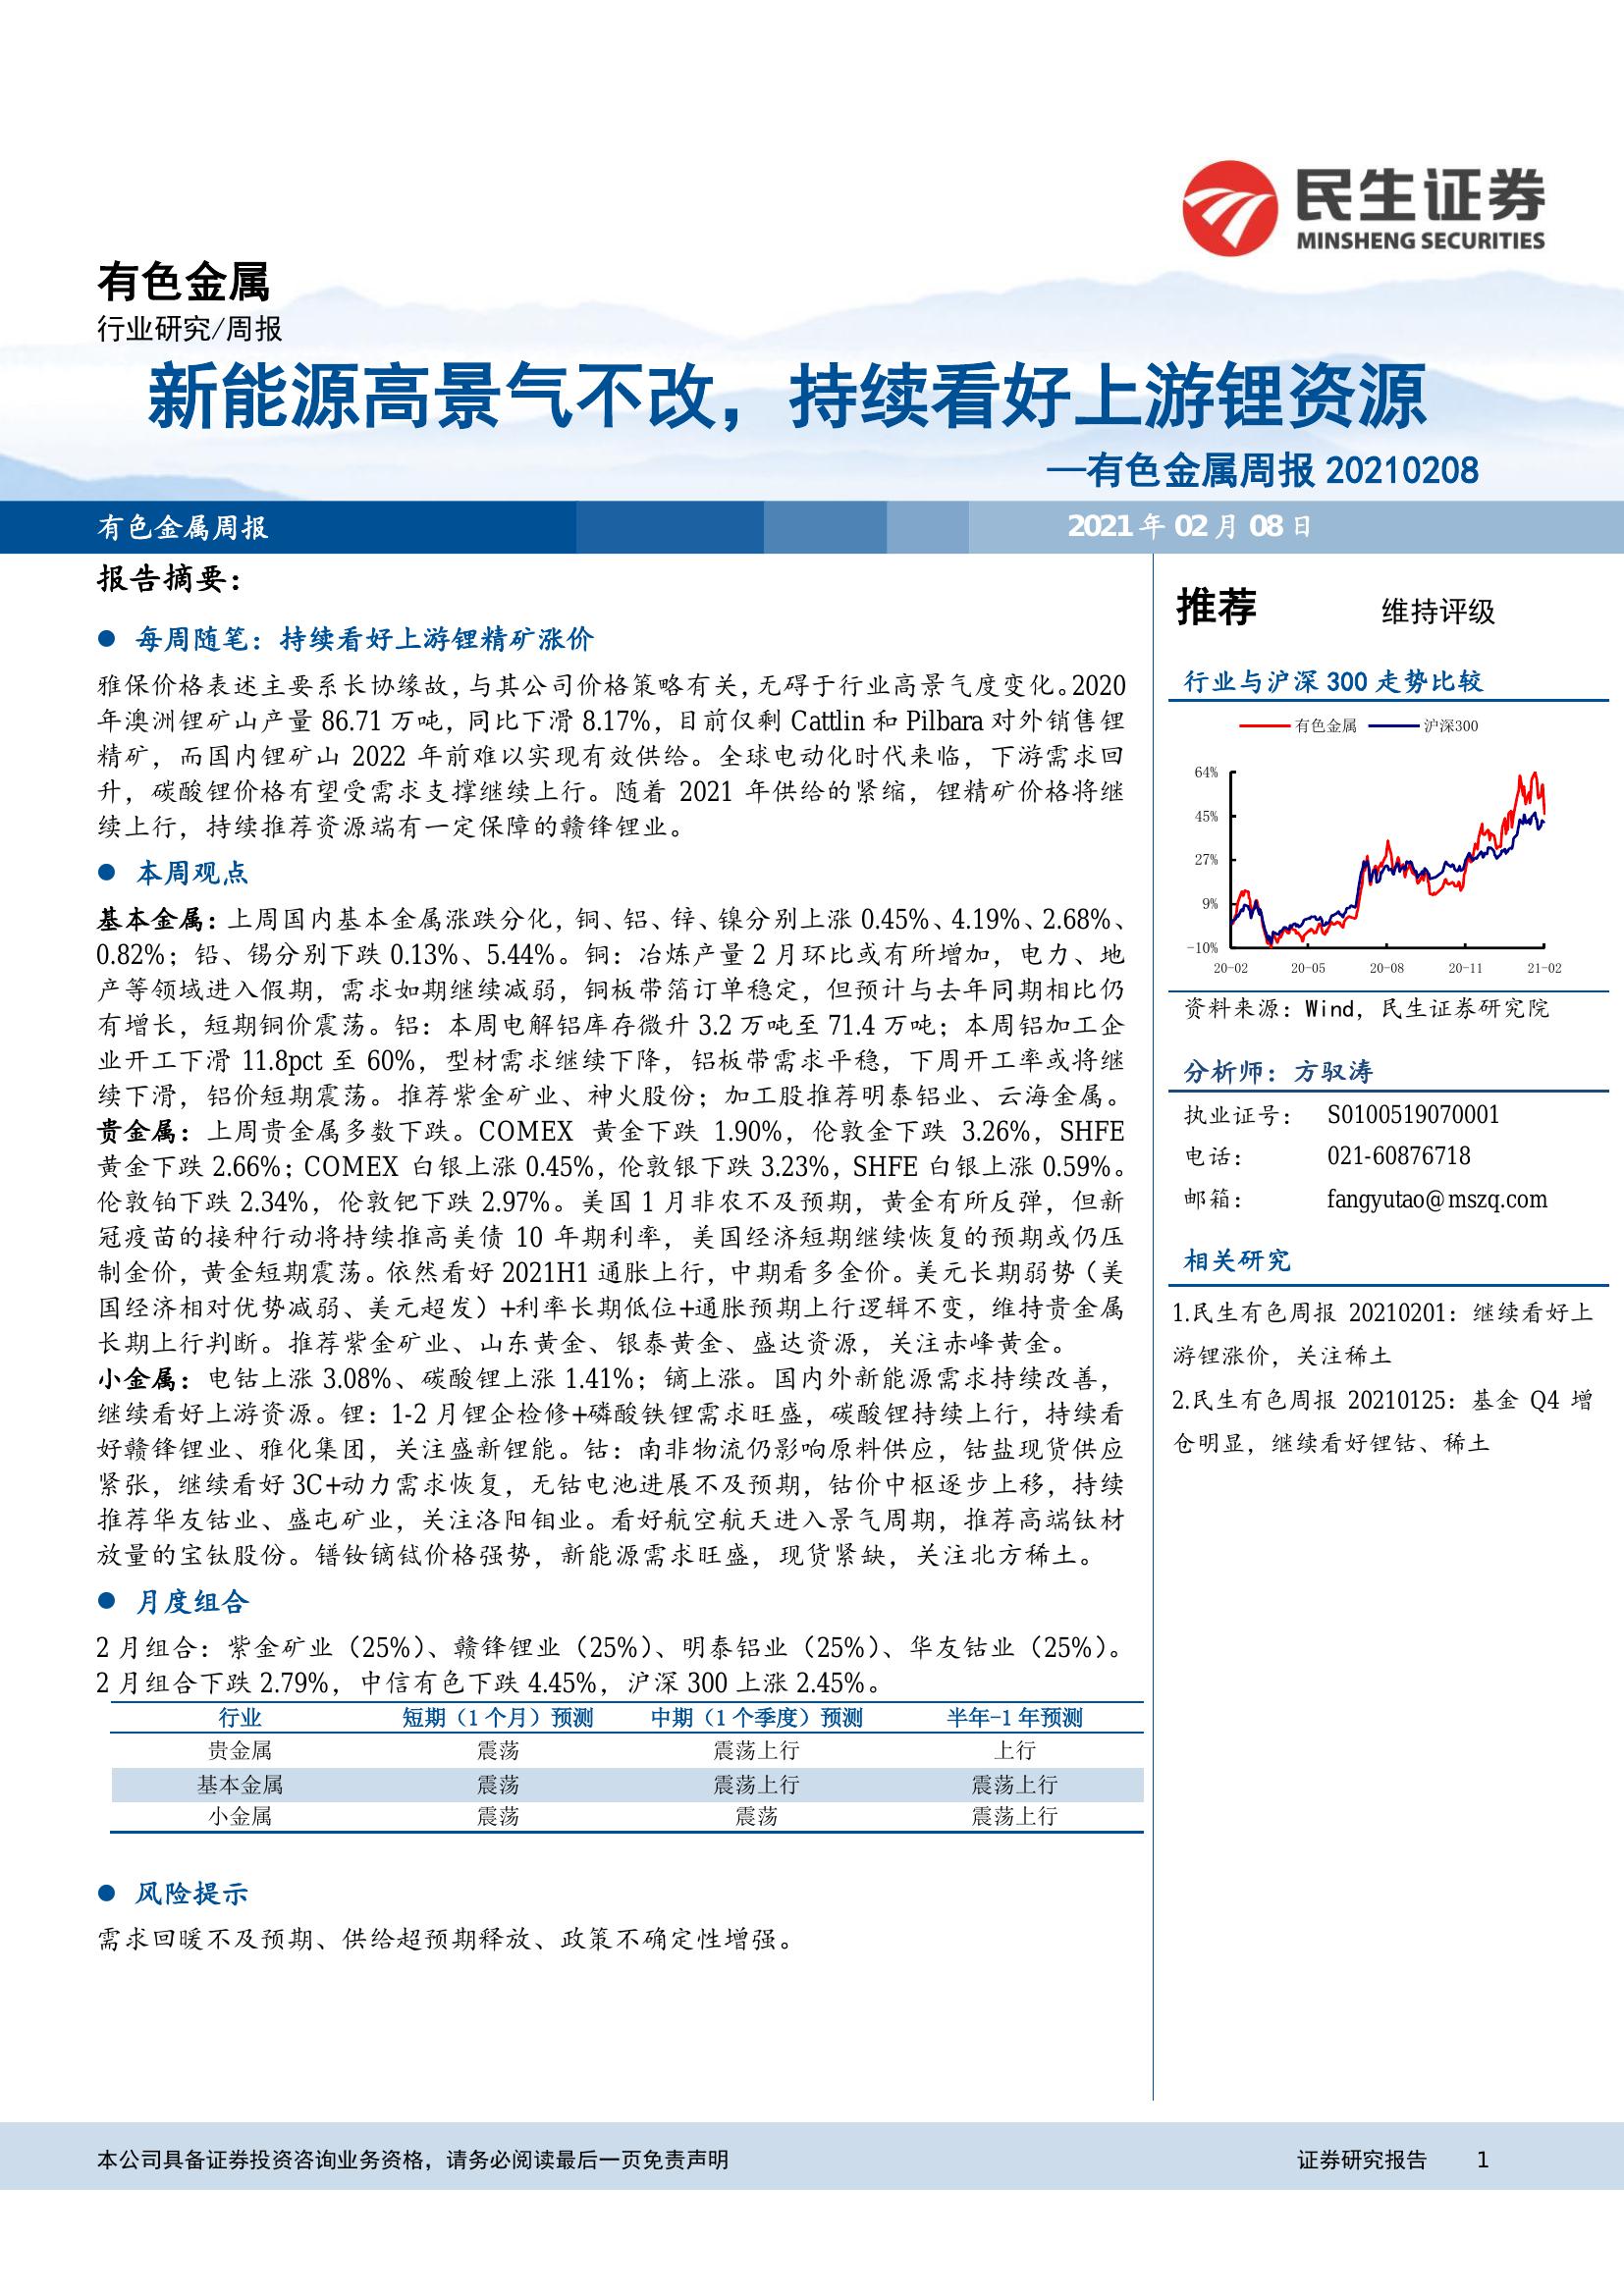 民生证券
MINSHENG SECURITIES
有色金属
行业研究/周报
新能源高景气不改，持续看好上游锂资源
—有色金属周报 20210208
有色金属周报
2021 年 02 月 08 日
报告摘要：
● 每周随笔：持续看好上游锂精矿涨价
雅保价格表述主要系长协缘故，与其公司价格策略有关，无碍于行业高景气度变化。2020
年澳洲锂矿山产量 86.71 万吨，同比下滑 8.17%，目前仅剩 Cattlin 和 Pilbara 对外销售锂
精矿，而国内锂矿山 2022 年前难以实现有效供给。全球电动化时代来临，下游需求回
升，碳酸锂价格有望受需求支撑继续上行。随着 2021 年供给的紧缩，锂精矿价格将继
续上行，持续推荐资源端有一定保障的赣锋锂业。
● 本周观点
基本金属：上周国内基本金属涨跌分化，铜、铝、锌、镍分别上涨 0.45%、4.19%、2.68%、
0.82%；铅、锡分别下跌 0.13%、5.44%。铜：冶炼产量 2 月环比或有所增加，电力、地
产等领域进入假期，需求如期继续减弱，铜板带箔订单稳定，但预计与去年同期相比仍
有增长，短期铜价震荡。铝：本周电解铝库存微升 3.2 万吨至 71.4 万吨；本周铝加工企
业开工下滑 11.8pct 至 60%，型材需求继续下降，铝板带需求平稳，下周开工率或将继
续下滑，铝价短期震荡。推荐紫金矿业、神火股份；加工股推荐明泰铝业、云海金属。
贵金属：上周贵金属多数下跌。COMEX 黄金下跌 1.90%，伦敦金下跌 3.26%，SHFE
黄金下跌 2.66%；COMEX 白银上涨 0.45%，伦敦银下跌 3.23%，SHFE 白银上涨 0.59%。
伦敦铂下跌 2.34%，伦敦钯下跌 2.97%。美国 1 月非农不及预期，黄金有所反弹，但新
冠疫苗的接种行动将持续推高美债 10 年期利率，美国经济短期继续恢复的预期或仍压
制金价，黄金短期震荡。依然看好 2021H1 通胀上行，中期看多金价。美元长期弱势（美
国经济相对优势减弱、美元超发）+利率长期低位+通胀预期上行逻辑不变，维持贵金属
长期上行判断。推荐紫金矿业、山东黄金、银泰黄金、盛达资源，关注赤峰黄金。
小金属：电钴上涨 3.08%、碳酸锂上涨 1.41%；镝上涨。国内外新能源需求持续改善，
继续看好上游资源。锂：1-2 月锂企检修+磷酸铁锂需求旺盛，碳酸锂持续上行，持续看
好赣锋锂业、雅化集团，关注盛新锂能。钴：南非物流仍影响原料供应，钴盐现货供应
紧张，继续看好 3C+动力需求恢复，无钴电池进展不及预期，钴价中枢逐步上移，持续
推荐华友钴业、盛屯矿业，关注洛阳钼业。看好航空航天进入景气周期，推荐高端钛材
放量的宝钛股份。镨钕镝铽价格强势，新能源需求旺盛，现货紧缺，关注北方稀土。
● 月度组合
2 月组合：紫金矿业（25%）、赣锋锂业（25%）、明泰铝业（25%）、华友钴业（25%）。
2 月组合下跌 2.79%，中信有色下跌 4.45%，沪深 300 上涨 2.45%。
行业 短期（1 个月）预测 中期（1 个季度）预测 半年-1 年预测
贵金属 震荡 震荡上行 上行
基本金属 震荡 震荡上行 震荡上行
小金属 震荡 震荡 震荡上行
● 风险提示
需求回暖不及预期、供给超预期释放、政策不确定性增强。
推荐 维持评级
行业与沪深 300 走势比较
有色金属 沪深300
64%
45%
27%
9%
-10%
20-02 20-05 20-08 20-11 21-02
资料来源：Wind，民生证券研究院
分析师：方驭涛
执业证号： S0100519070001
电话： 021-60876718
邮箱： fangyutao@mszq.com
相关研究
1.民生有色周报 20210201：继续看好上
游锂涨价，关注稀土
2.民生有色周报 20210125：基金 Q4 增
仓明显，继续看好锂钴、稀土
本公司具备证券投资咨询业务资格，请务必阅读最后一页免责声明
证券研究报告 1